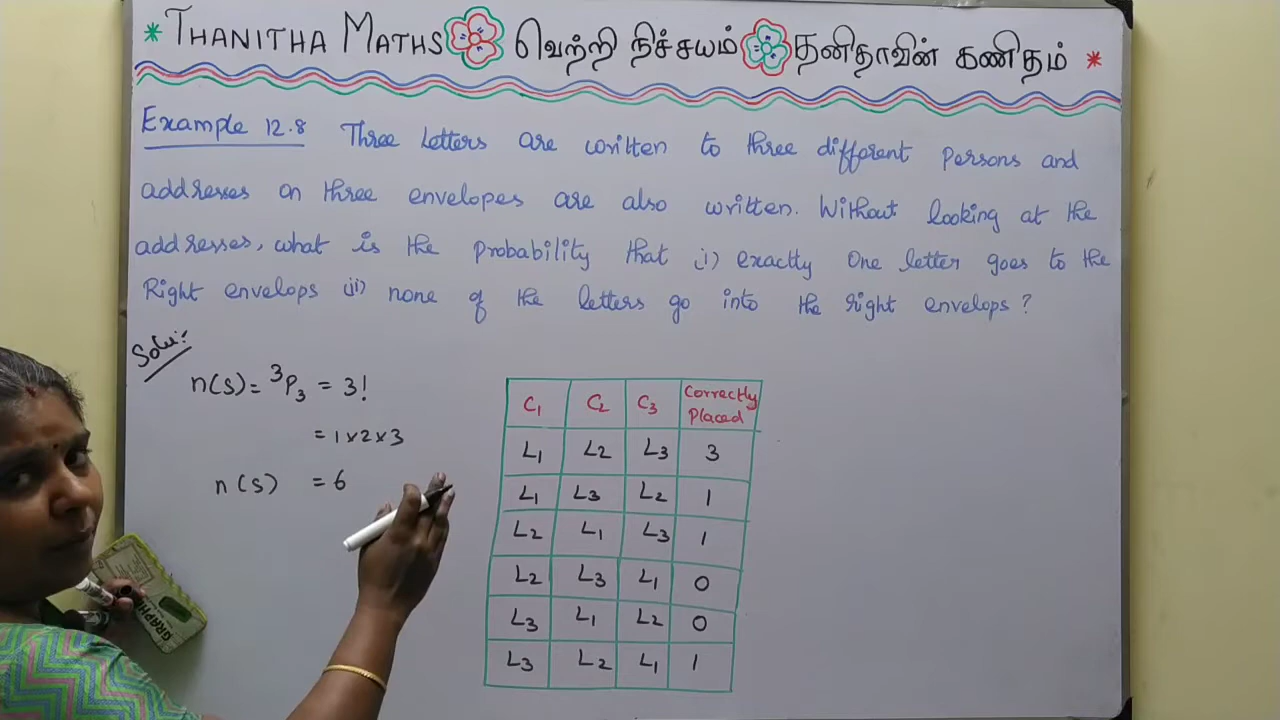 * THANITHA MATHS வெற்றி நிச்சயம் தனிதாவின் கணிதம் *
Example 12.8 Three Letters are written to three different persons and
addresses on three envelopes are also written. Without looking at the
addresses, what is the probability that (i) exactly one letter goes to the
Right envelops (ii) none of the letters go into the right envelops?
Solu:
n(S) = 3P3 = 3!
= 1×2×3
n(S) = 6
C1 C2 C3 Correctly Placed
L1 L2 L3 3
L1 L3 L2 1
L2 L1 L3 1
L2 L3 L1 0
L3 L1 L2 0
L3 L2 L1 1